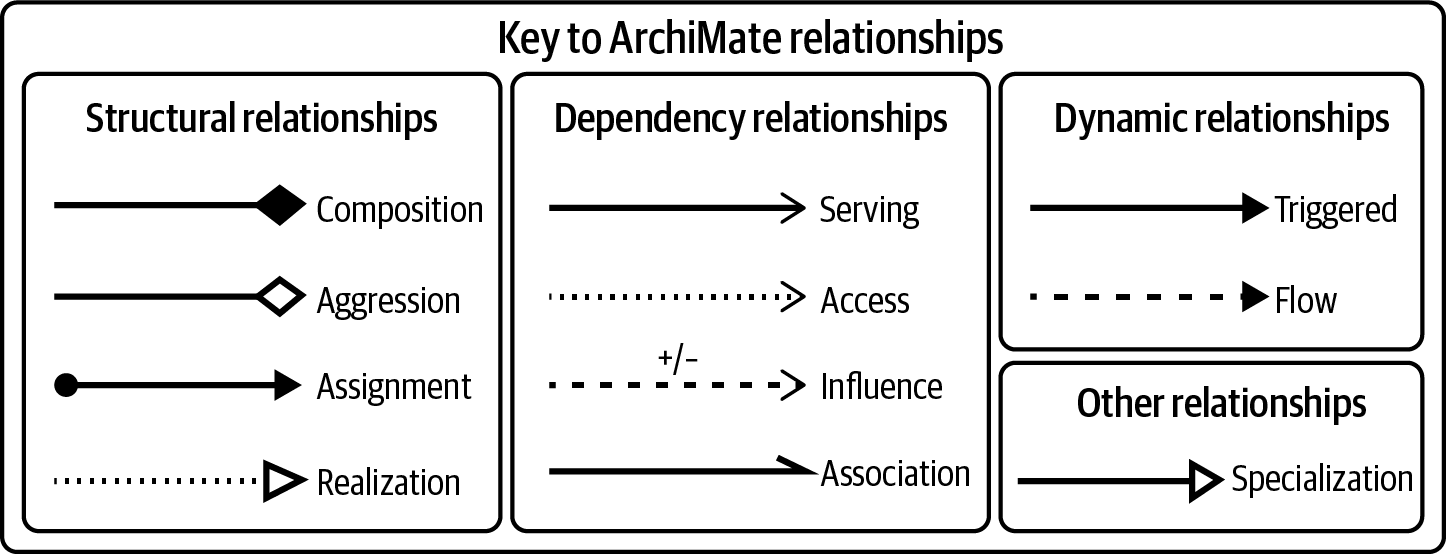 Key to ArchiMate relationships
Structural relationships
Composition
Aggression
Assignment
Realization
Dependency relationships
Serving
Access
+/-
Influence
Association
Dynamic relationships
Triggered
Flow
Other relationships
Specialization